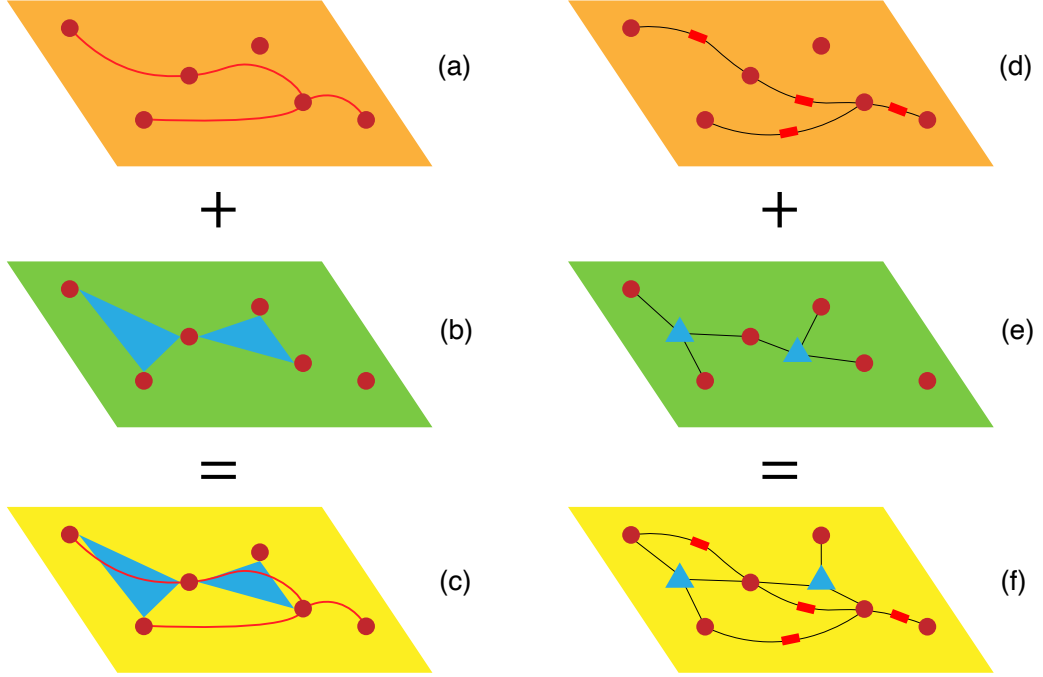 (a)
(d)
+
+
(b)
(e)
=
=
(c)
(f)